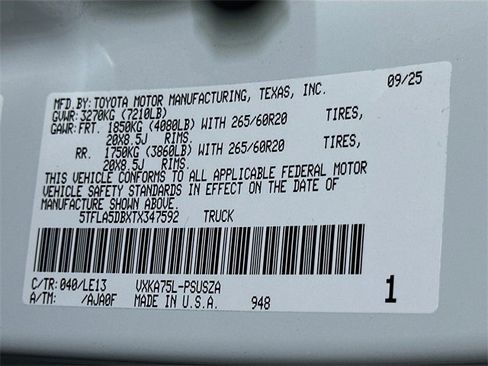 MFD.BY: TOYOTA MOTOR MANUFACTURING, TEXAS, INC. 09/25
GVWR: 3270KG (7210LB)
GAWR: FRT. 1850KG (4080LB) WITH 265/60R20 TIRES,
20X8.5J RIMS.
RR. 1750KG (3860LB) WITH 265/60R20 TIRES,
20X8.5J RIMS.
THIS VEHICLE CONFORMS TO ALL APPLICABLE FEDERAL MOTOR
VEHICLE SAFETY STANDARDS IN EFFECT ON THE DATE OF
MANUFACTURE SHOWN ABOVE.
5TFLA5DBXTX347592 TRUCK
C/TR: 040/LE13 VXKA75L-PSUSZA
A/TM: /AJA0F MADE IN U.S.A. 948 1